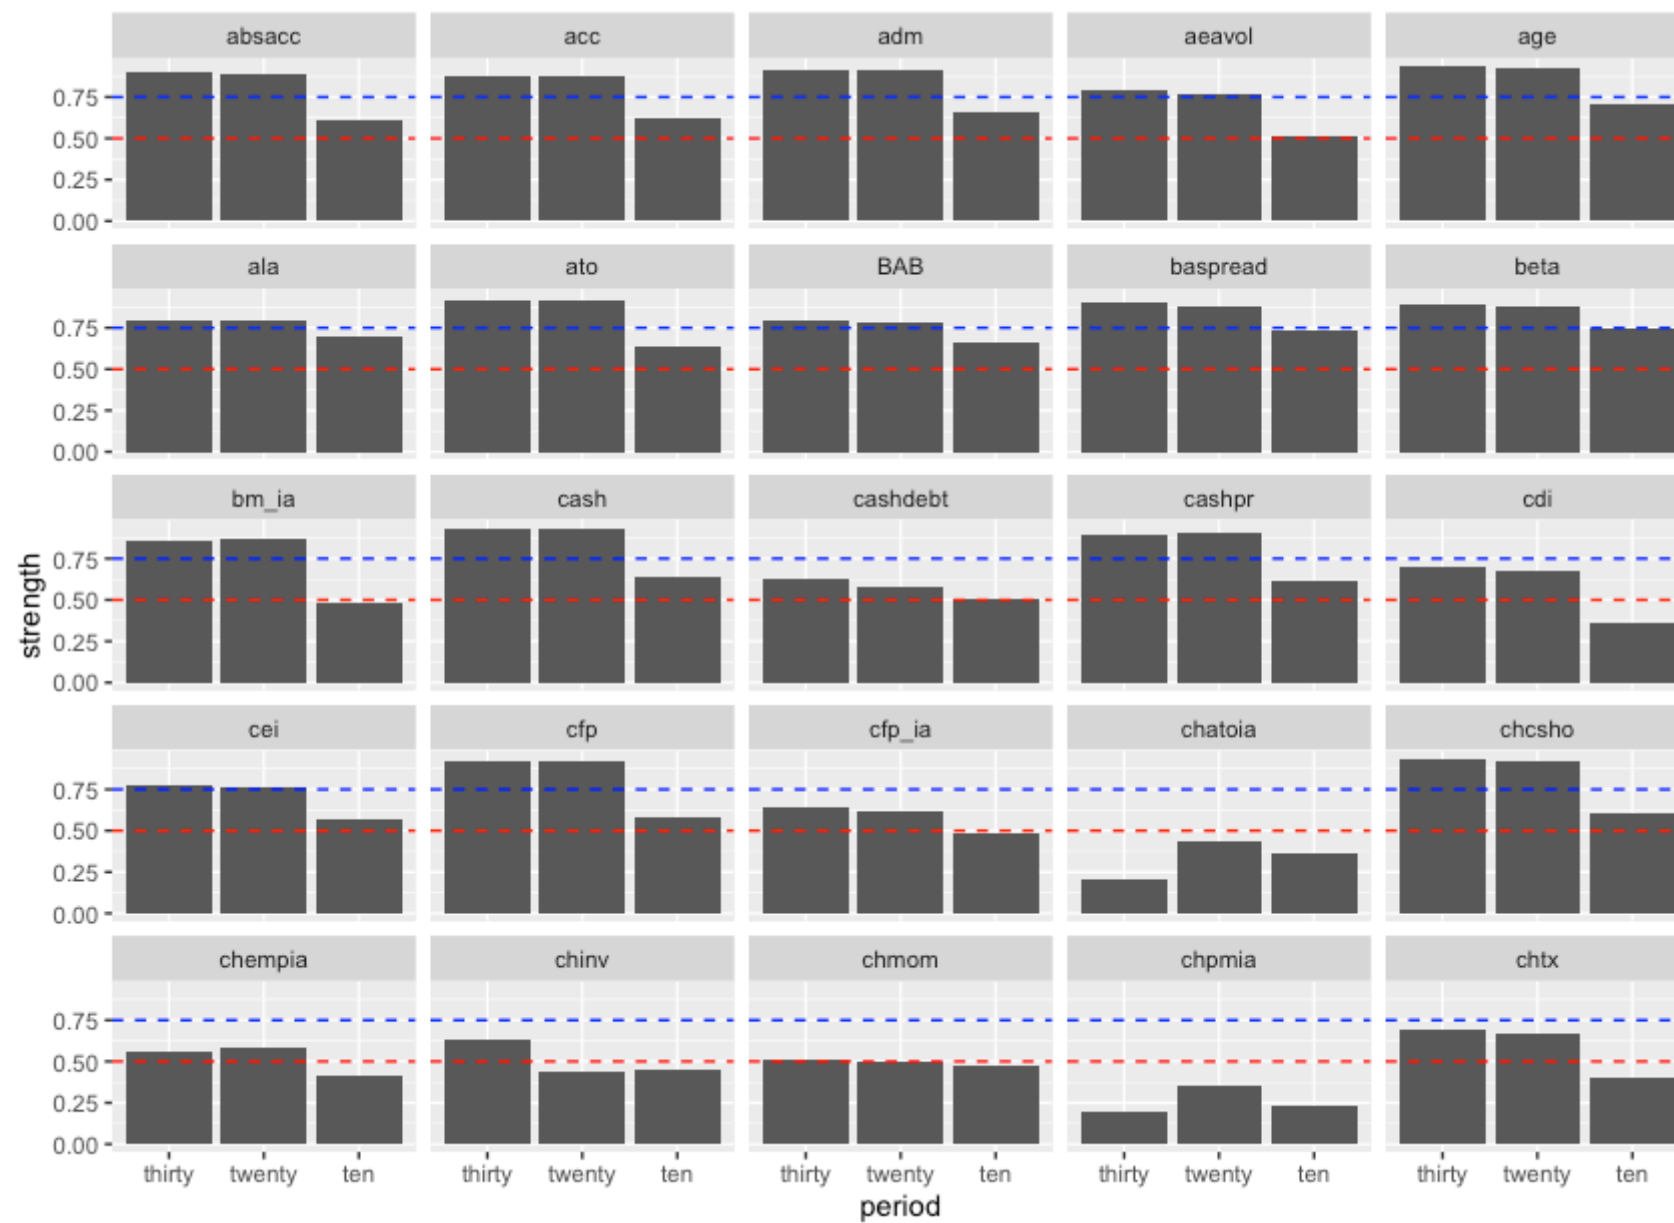 absacc acc adm aeavol age
0.75
0.50
0.25
0.00
ala ato BAB baspread beta
0.75
0.50
0.25
0.00
bm_ia cash cashdebt cashpr cdi
0.75
0.50
0.25
0.00
strength
cei cfp cfp_ia chatoia chcsho
0.75
0.50
0.25
0.00
chempia chinv chmom chpmia chtx
0.75
0.50
0.25
0.00
thirty twenty ten thirty twenty ten thirty twenty ten thirty twenty ten thirty twenty ten
period